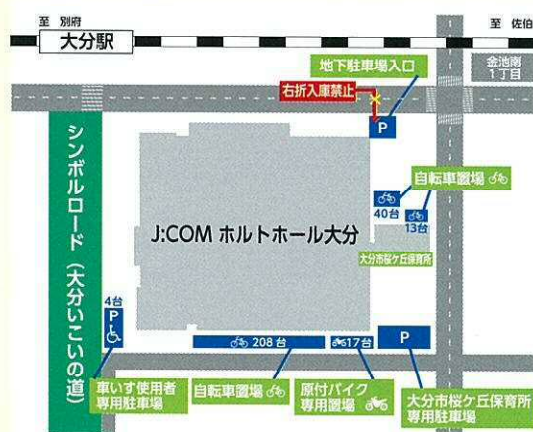 至 別府
至 佐伯
大分駅
地下駐車場入口
金池南
1丁目
右折入庫禁止
P
シンボルロード（大分いこいの道）
自転車置場
40台
13台
J:COM ホルトホール大分
大分市桜ケ丘保育所
4台
P
208台
17台
P
車いす使用者
専用駐車場
自転車置場
原付バイク
専用置場
大分市桜ケ丘保育所
専用駐車場